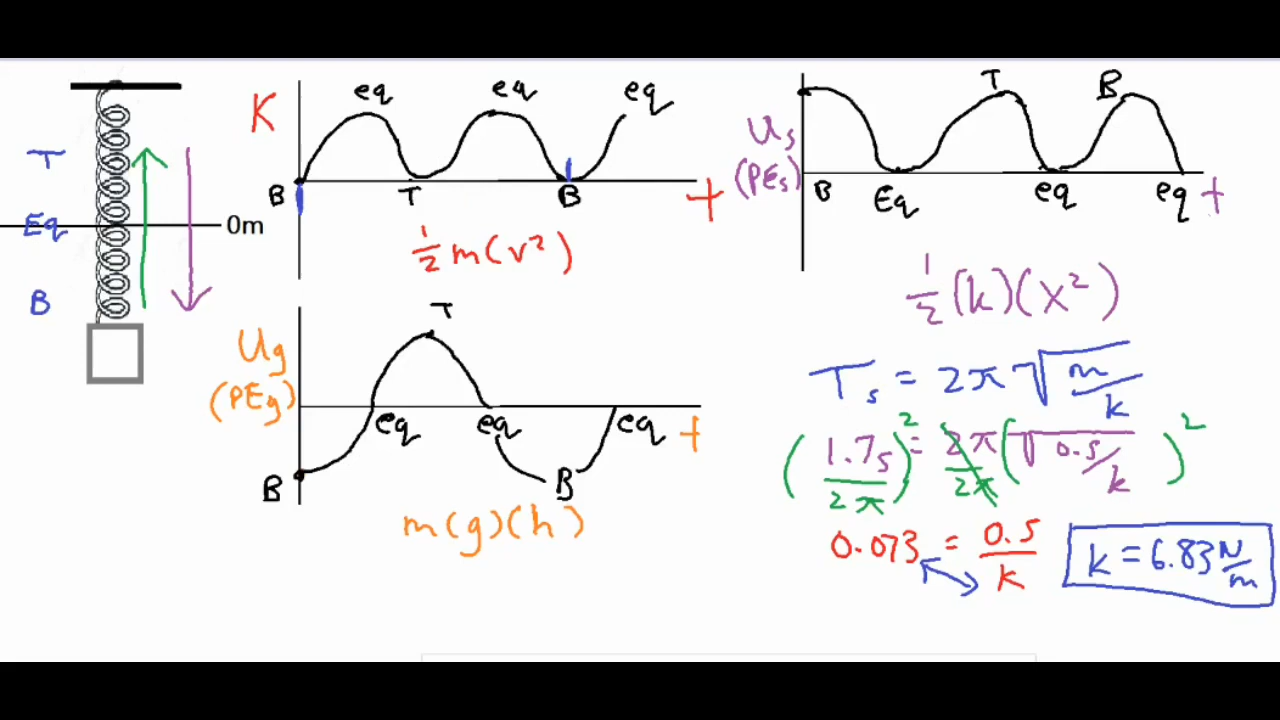 T
Eq
0m
B
K
eq eq eq
B T B t
½m(v²)
Ug
(PEg)
T
eq eq eq t
B B
m(g)(h)
Us
(PEs)
T B
B Eq eq eq t
½(k)(x²)
Ts = 2π√m/k
(1.7s/2π)² = 2π/2π(√0.5/k)²
0.073 = 0.5/k
k = 6.83 N/m